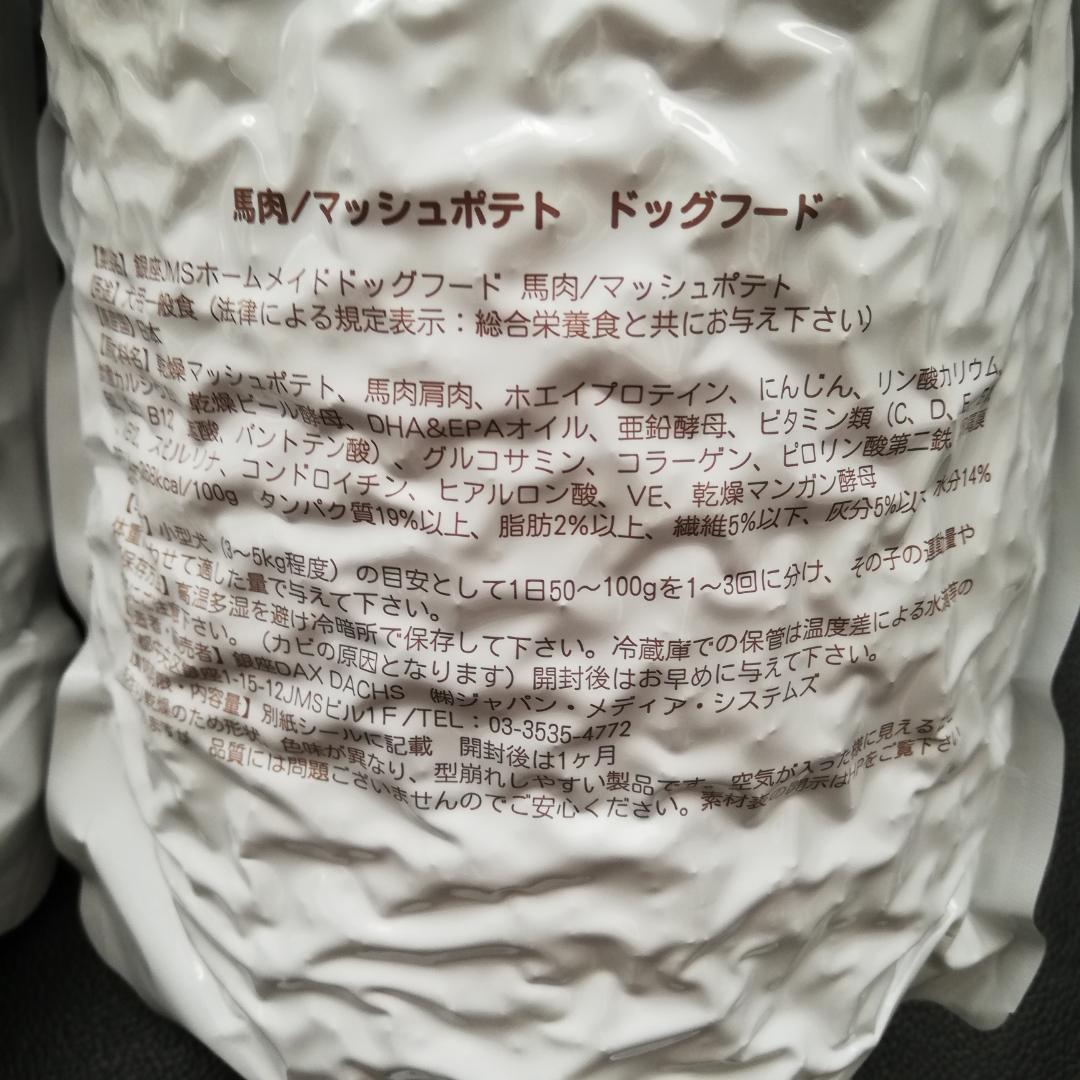 馬肉/マッシュポテト ドッグフード
銀座JMSホームメイドドッグフード 馬肉/マッシュポテト
一般食(法律による規定表示:総合栄養食と共にお与え下さい)
日本
乾燥マッシュポテト、馬肉肩肉、ホエイプロテイン、にんじん、リン酸カリウム、
乾燥ビール酵母、DHA&EPAオイル、亜鉛酵母、ビタミン類(C、D、E
B12 葉酸、パントテン酸)、グルコサミン、コラーゲン、ピロリン酸第二鉄
スピルリナ、コンドロイチン、ヒアルロン酸、VE、乾燥マンガン酵母
kcal/100g タンパク質19%以上、脂肪2%以上、繊維5%以下、灰分5%以 水分14%
小型犬(3〜5kg程度)の目安として1日50〜100gを1〜3回に分け、その子の運動量や
わせて適した量で与えて下さい。
高温多湿を避け冷暗所で保存して下さい。冷蔵庫での保管は温度差による水滴の
下さい。(カビの原因となります)開封後はお早めに与えて下さい。
売者】銀座DAX DACHS ㈱ジャパン・メディア・システムズ
銀座1-15-12JMSビル1F/TEL:03-3535-4772
・内容量】別紙シールに記載 開封後は1ヶ月
乾燥のため形状、色味が異なり、型崩れしやすい製品です。空気が入った様に見える
ますが、品質には問題ございませんのでご安心ください。素材 の明示はHPをご覧下さい